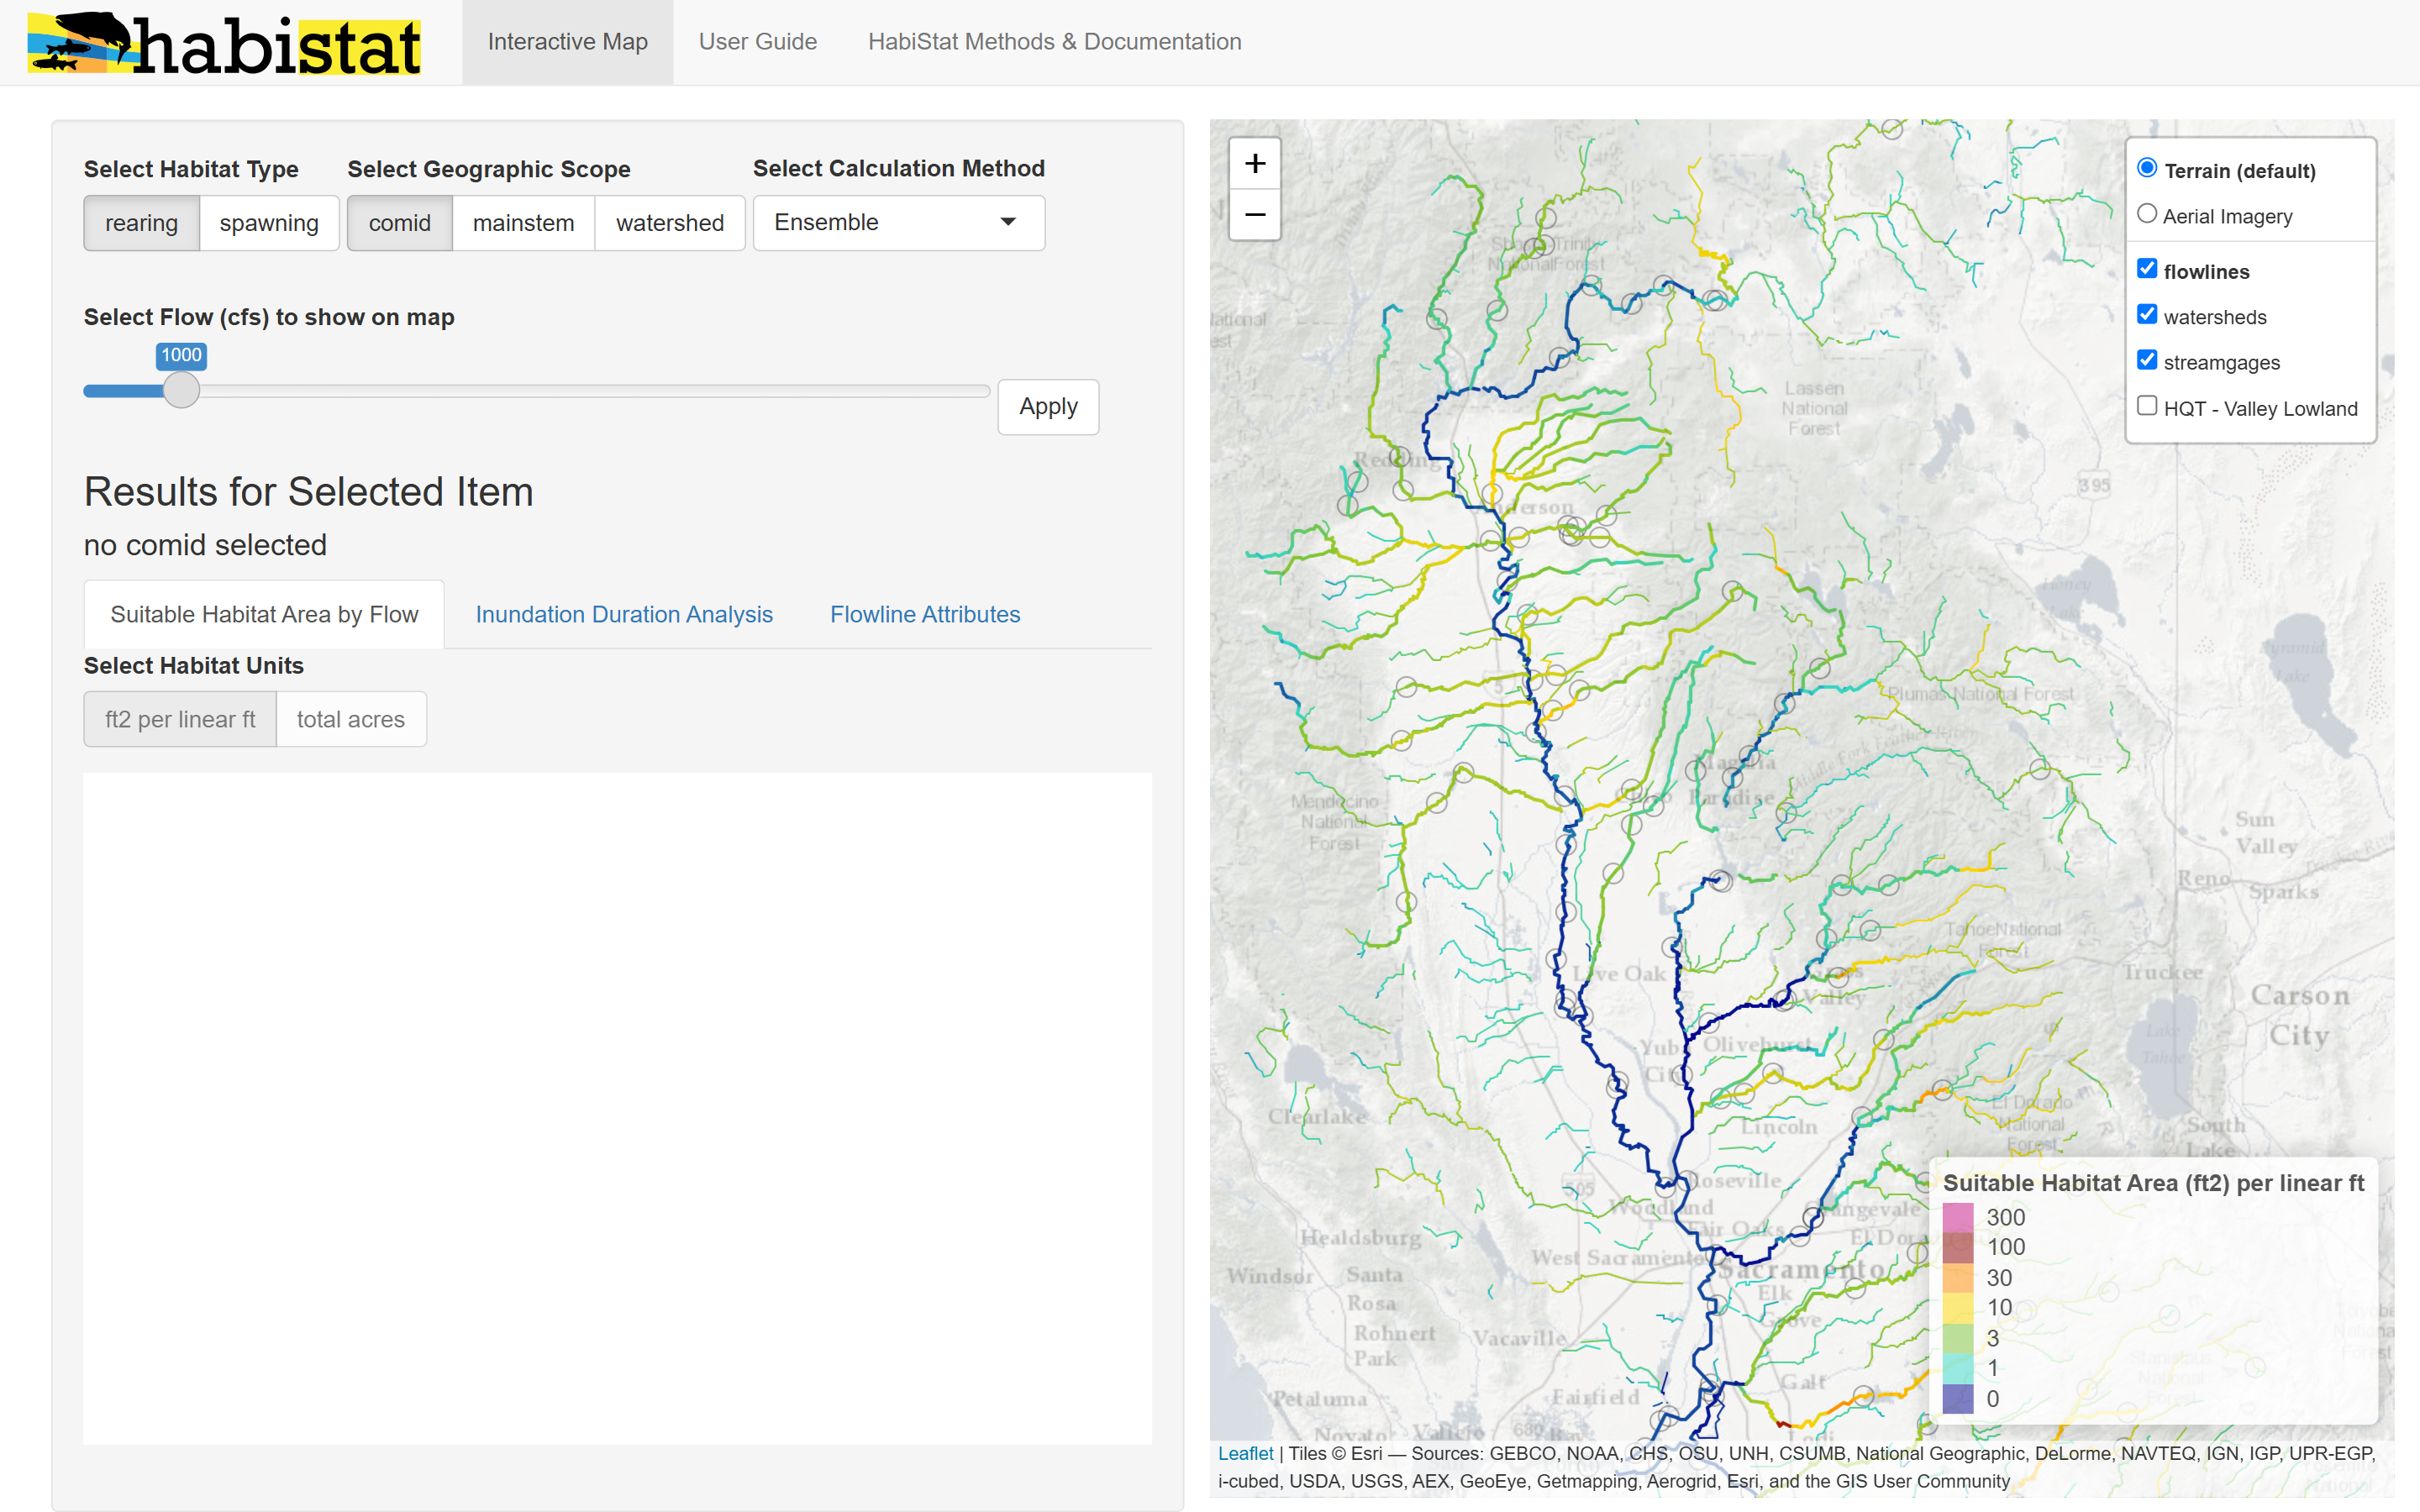 habistat
Interactive Map
User Guide
HabiStat Methods & Documentation
Select Habitat Type
Select Geographic Scope
Select Calculation Method
rearing
spawning
comid
mainstem
watershed
Ensemble
Select Flow (cfs) to show on map
1000
Apply
Results for Selected Item
no comid selected
Suitable Habitat Area by Flow
Inundation Duration Analysis
Flowline Attributes
Select Habitat Units
ft2 per linear ft
total acres
+
−
Terrain (default)
Aerial Imagery
flowlines
watersheds
streamgages
HQT - Valley Lowland
Lassen
National
Forest
395
Redding
Anderson
5
Plumas National Forest
Pyramid
Lake
Magalia
Paradise
Mendocino
National
Forest
Sun
Valley
Reno
Sparks
Tahoe National
Forest
Live Oak
Truckee
Valley
Carson
City
Yuba
City
Olivehurst
Lake
Tahoe
Clearlake
Lincoln
El Dorado
National
Forest
South
Lake
505
Roseville
Woodland
Fair Oaks
Orangevale
Healdsburg
West Sacramento
Sacramento
Windsor
Santa
Rosa
Elk
Grove
Rohnert
Park
Vacaville
Petaluma
Fairfield
Galt
Novato
Vallejo
680
Lodi
Suitable Habitat Area (ft2) per linear ft
300
100
30
10
3
1
0
Leaflet | Tiles © Esri — Sources: GEBCO, NOAA, CHS, OSU, UNH, CSUMB, National Geographic, DeLorme, NAVTEQ, IGN, IGP, UPR-EGP,
i-cubed, USDA, USGS, AEX, GeoEye, Getmapping, Aerogrid, Esri, and the GIS User Community